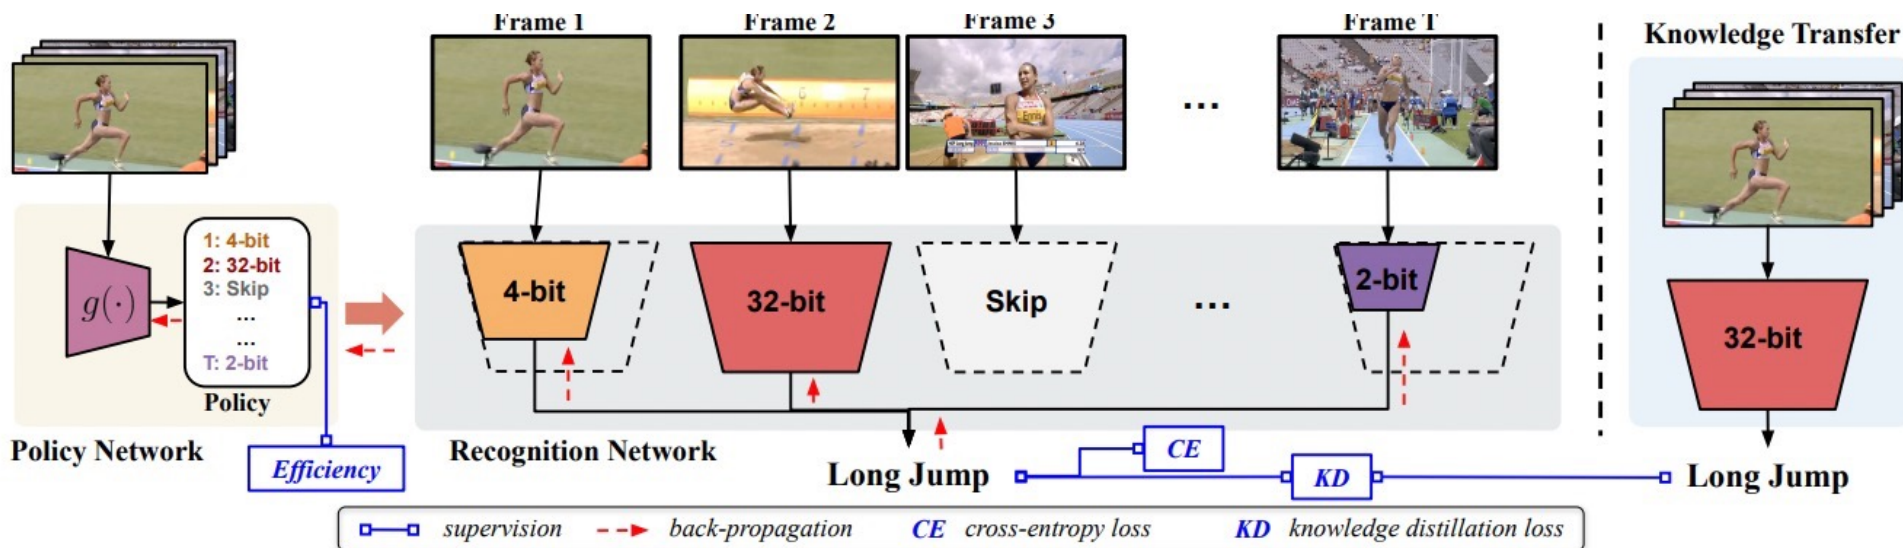 Frame 1
Frame 2
Frame 3
Frame T
Knowledge Transfer
...
1: 4-bit
2: 32-bit
3: Skip
...
...
T: 2-bit
g(·)
Policy
Policy Network
Efficiency
4-bit
32-bit
Skip
...
2-bit
Recognition Network
Long Jump
CE
KD
32-bit
Long Jump
supervision
back-propagation
CE cross-entropy loss
KD knowledge distillation loss
Ennis